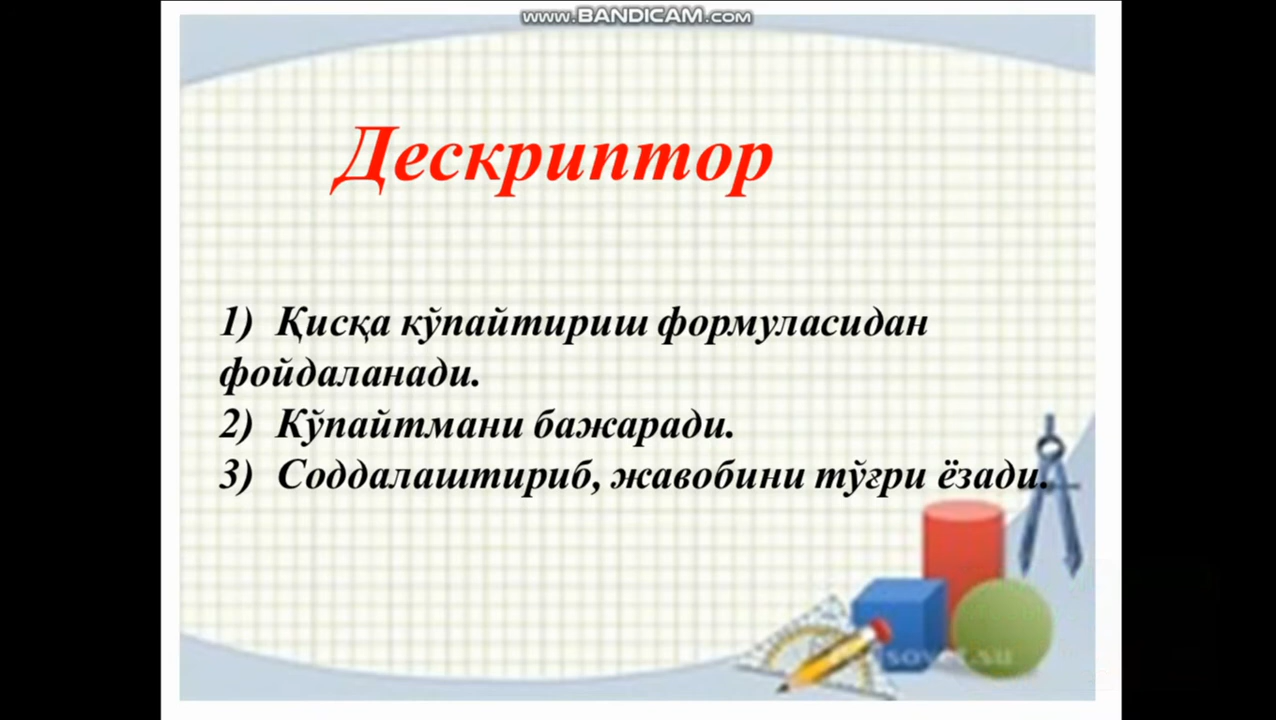 www.BANDICAM.com
Дескриптор
1) Қисқа кўпайтириш формуласидан
фойдаланади.
2) Кўпайтмани бажаради.
3) Соддалаштириб, жавобини тўғри ёзади.